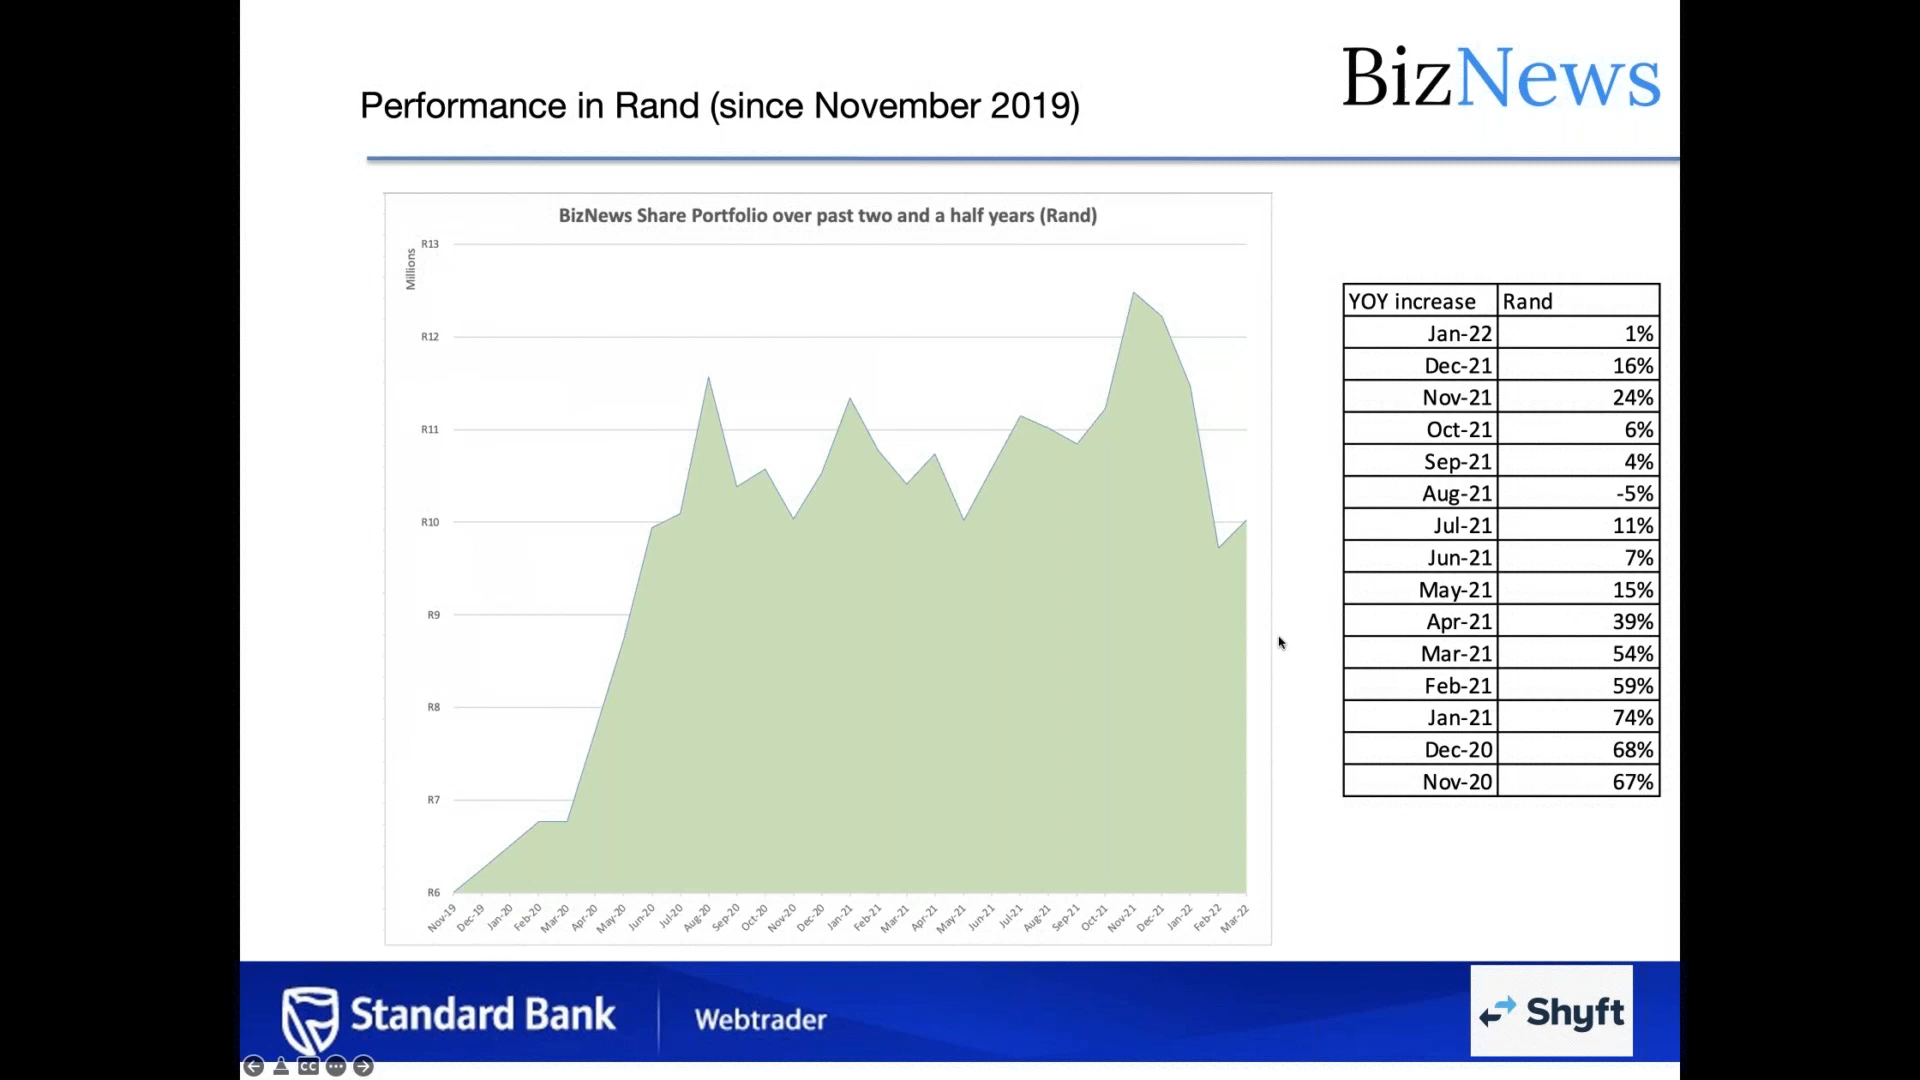 BizNews
Performance in Rand (since November 2019)
BizNews Share Portfolio over past two and a half years (Rand)
Millions
R13
R12
R11
R10
R9
R8
R7
R6
Nov-19
Dec-19
Jan-20
Feb-20
Mar-20
Apr-20
May-20
Jun-20
Jul-20
Aug-20
Sep-20
Oct-20
Nov-20
Dec-20
Jan-21
Feb-21
Mar-21
Apr-21
May-21
Jun-21
Jul-21
Aug-21
Sep-21
Oct-21
Nov-21
Dec-21
Jan-22
Feb-22
Mar-22
YOY increase Rand
Jan-22 1%
Dec-21 16%
Nov-21 24%
Oct-21 6%
Sep-21 4%
Aug-21 -5%
Jul-21 11%
Jun-21 7%
May-21 15%
Apr-21 39%
Mar-21 54%
Feb-21 59%
Jan-21 74%
Dec-20 68%
Nov-20 67%
Standard Bank Webtrader
Shyft
CC